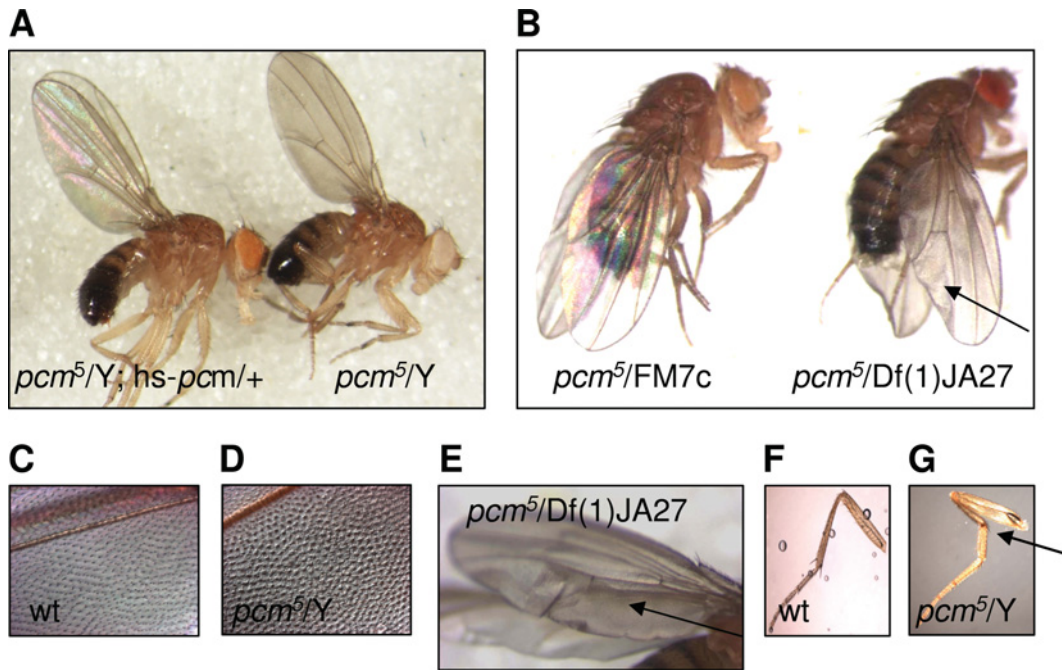 A
B
pcm⁵/Y; hs-pcm/+
pcm⁵/Y
pcm⁵/FM7c
pcm⁵/Df(1)JA27
C
D
E
F
G
wt
pcm⁵/Y
pcm⁵/Df(1)JA27
wt
pcm⁵/Y